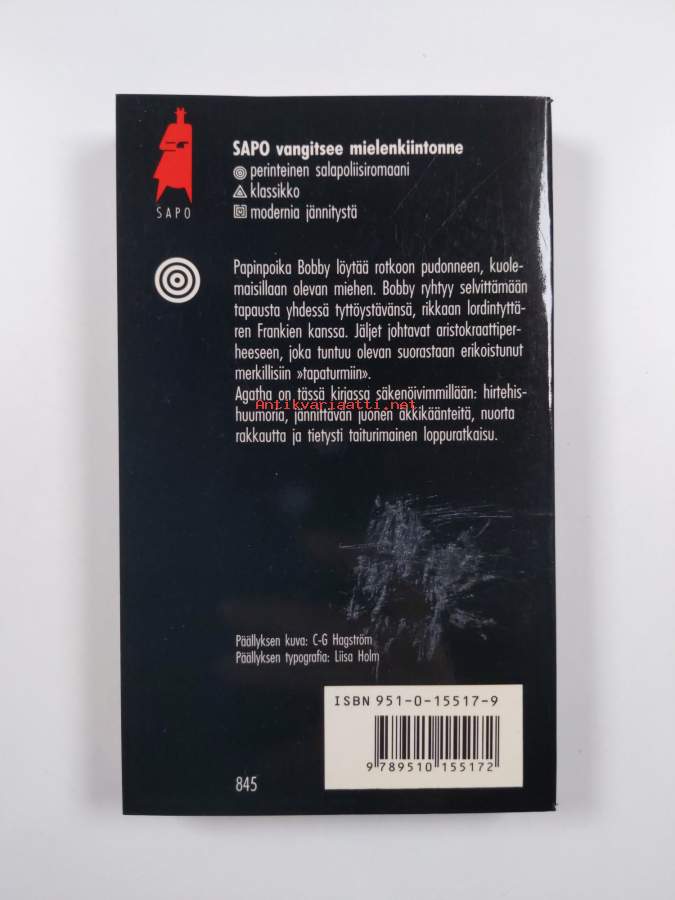 SAPO
SAPO vangitsee mielenkiintonne
perinteinen salapoliisiromaani
klassikko
modernia jännitystä
Papinpoika Bobby löytää rotkoon pudonneen, kuole-
maisillaan olevan miehen. Bobby ryhtyy selvittämään
tapausta yhdessä tyttöystävänsä, rikkaan lordintyttä-
ren Frankien kanssa. Jäljet johtavat aristokraattiper-
heeseen, joka tuntuu olevan suorastaan erikoistunut
merkillisiin »tapaturmiin».
Agatha on tässä kirjassa säkenöivimmillään: hirtehis-
Antikvariaatti.net
huumoria, jännittävän juonen äkkikäänteitä, nuorta
rakkautta ja tietysti taiturimainen loppuratkaisu.
Päällyksen kuva: C-G Hagström
Päällyksen typografia: Liisa Holm
ISBN 951-0-15517-9
9 789510 155172
845